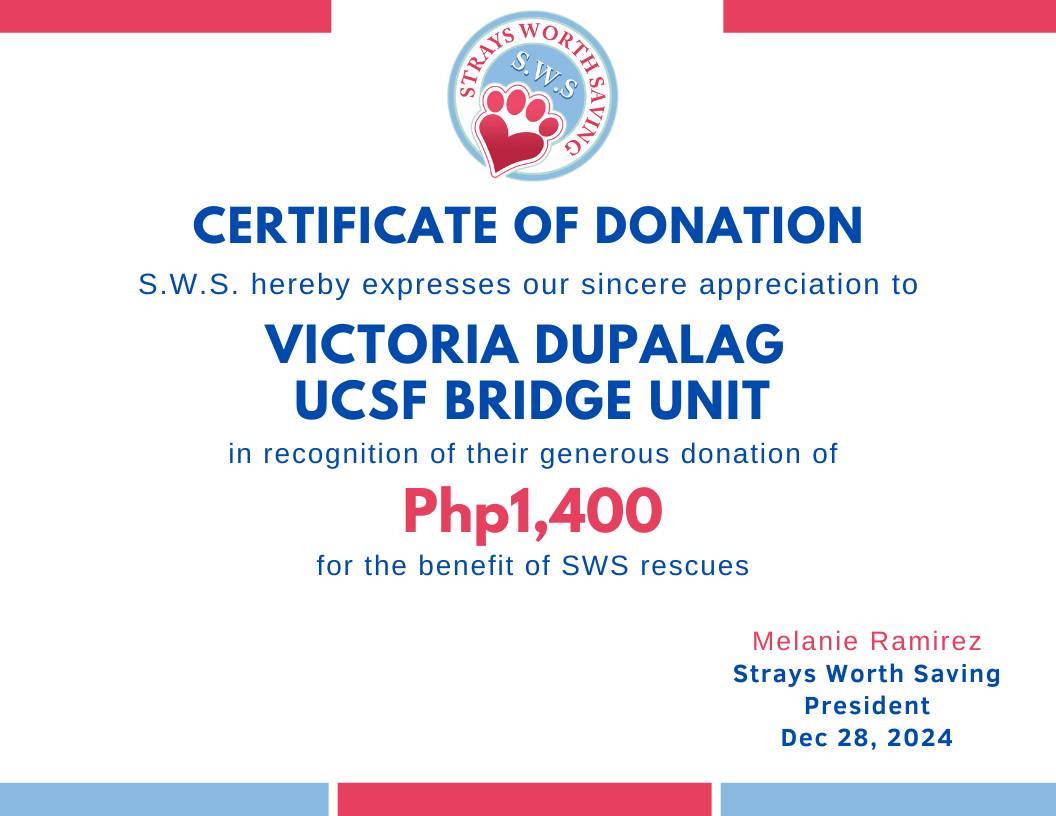 STRAYS WORTH SAVING
S.W.S
CERTIFICATE OF DONATION
S.W.S. hereby expresses our sincere appreciation to
VICTORIA DUPALAG
UCSF BRIDGE UNIT
in recognition of their generous donation of
Php1,400
for the benefit of SWS rescues
Melanie Ramirez
Strays Worth Saving
President
Dec 28, 2024